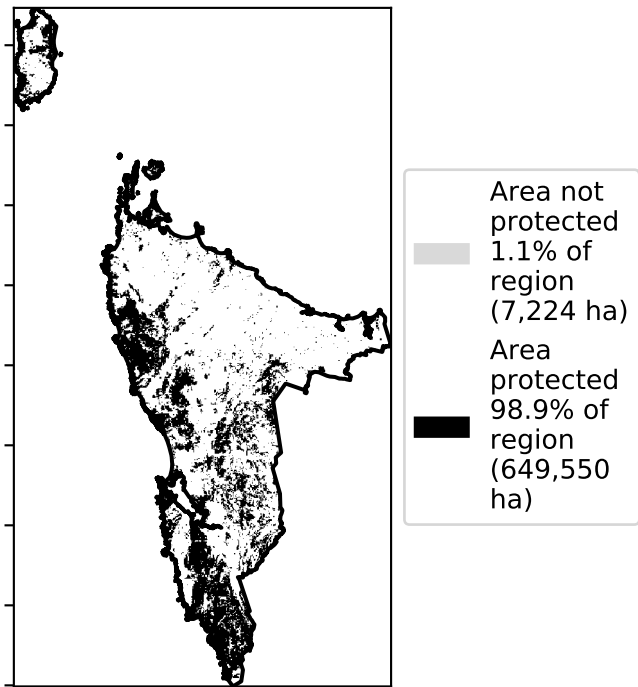 Area not
protected
1.1% of
region
(7,224 ha)
Area
protected
98.9% of
region
(649,550
ha)